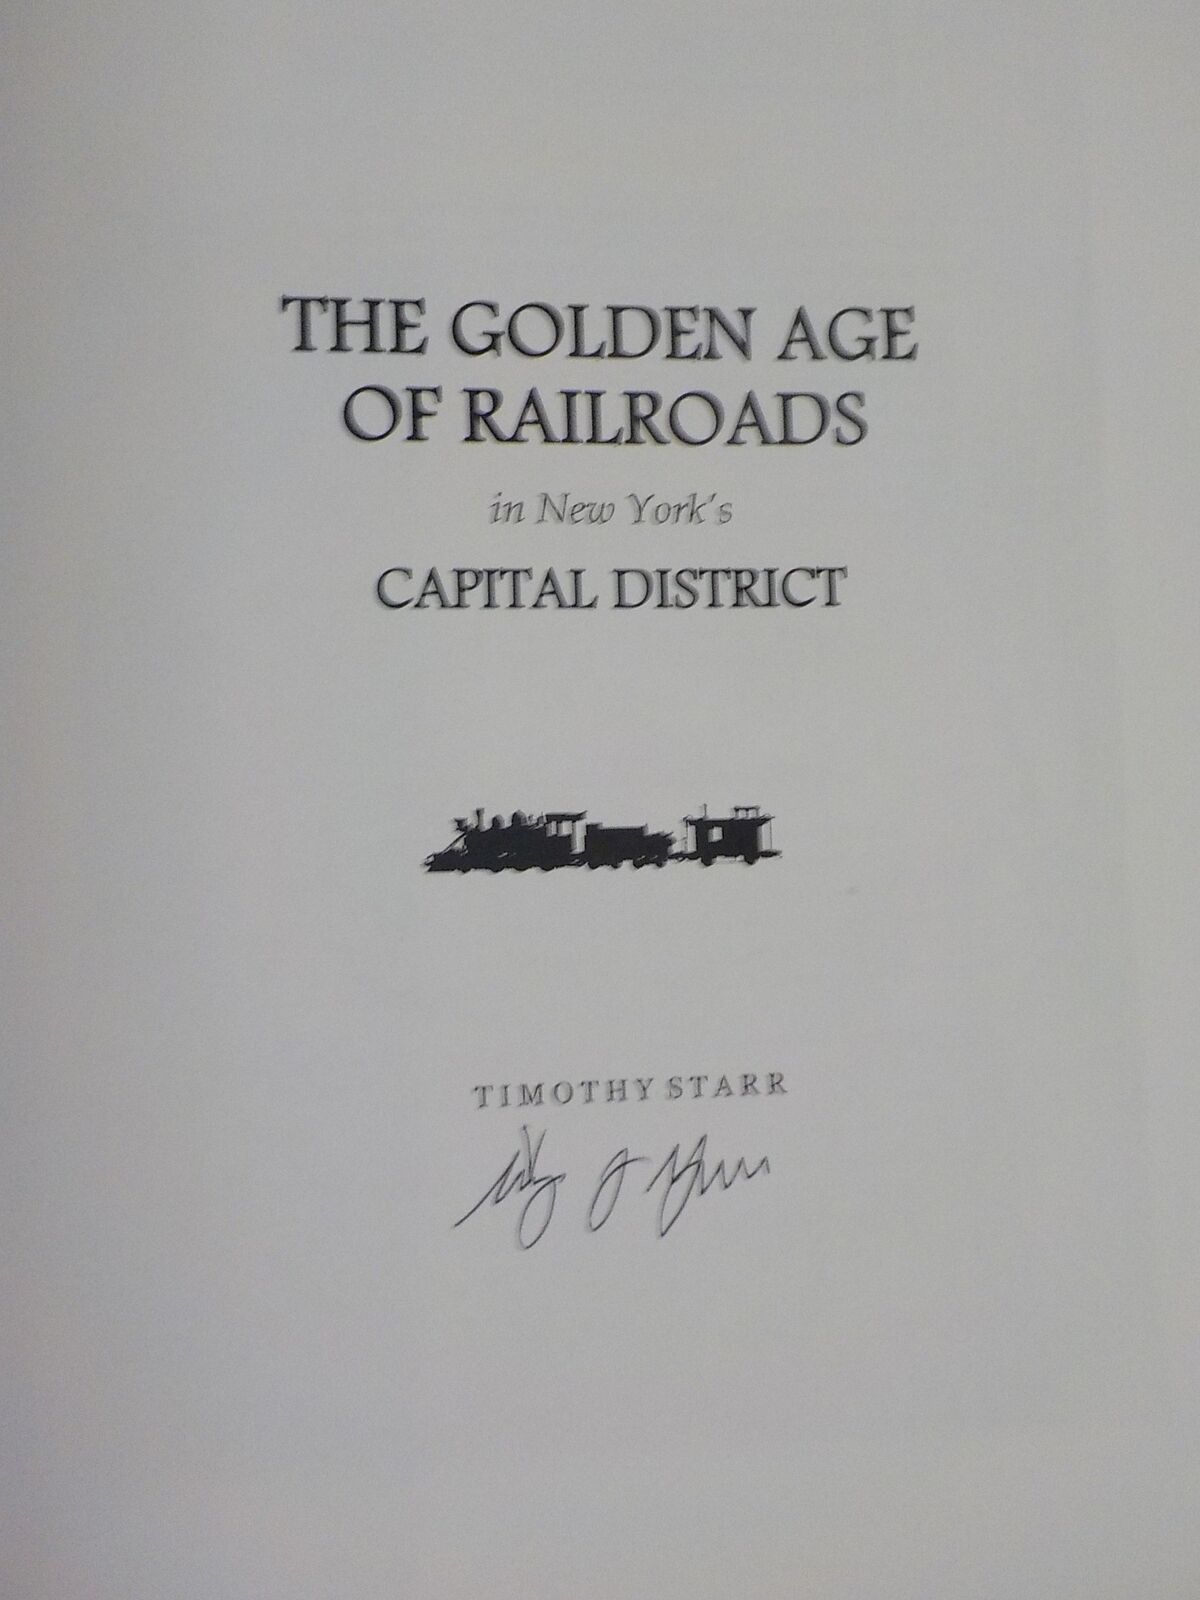 THE GOLDEN AGE
OF RAILROADS
in New York's
CAPITAL DISTRICT
TIMOTHY STARR